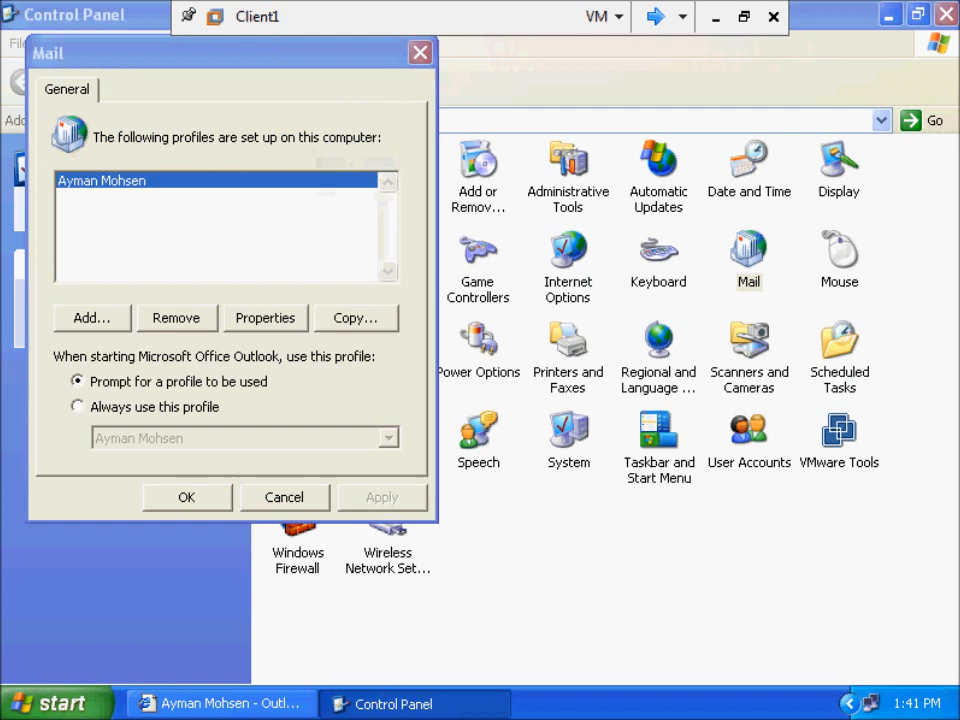 Control Panel
Client1
VM
Mail
General
The following profiles are set up on this computer:
Ayman Mohsen
Add...
Remove
Properties
Copy...
When starting Microsoft Office Outlook, use this profile:
Prompt for a profile to be used
Always use this profile
Ayman Mohsen
OK
Cancel
Apply
Go
Add or
Remov...
Administrative
Tools
Automatic
Updates
Date and Time
Display
Game
Controllers
Internet
Options
Keyboard
Mail
Mouse
Power Options
Printers and
Faxes
Regional and
Language ...
Scanners and
Cameras
Scheduled
Tasks
Speech
System
Taskbar and
Start Menu
User Accounts
VMware Tools
Windows
Firewall
Wireless
Network Set...
start
Ayman Mohsen - Outl...
Control Panel
1:41 PM